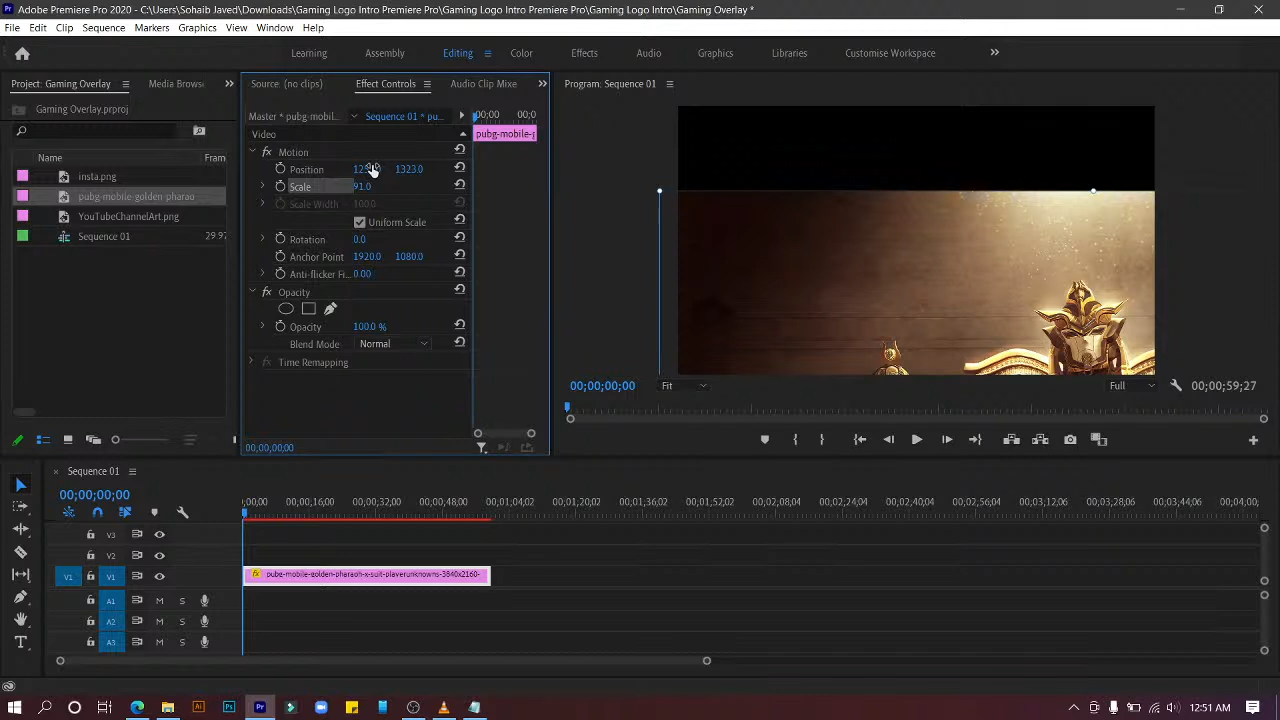 Adobe Premiere Pro 2020 - C:\Users\Sohaib Javed\Downloads\Gaming Logo Intro Premiere Pro\Gaming Logo Intro Premiere Pro\Gaming Logo Intro\Gaming Overlay *
File Edit Clip Sequence Markers Graphics View Window Help
Learning Assembly Editing Color Effects Audio Graphics Libraries Customise Workspace
Project: Gaming Overlay Media Brows
Gaming Overlay.prproj
Name Fram
insta.png
pubg-mobile-golden-pharao
YouTubeChannelArt.png
Sequence 01 29.97
Source: (no clips) Effect Controls Audio Clip Mixe
Master * pubg-mobil... Sequence 01 * pu...
00;00 00;0
Video
pubg-mobile-g
Motion
Position 1323.0
Scale 91.0
Scale Width 100.0
Uniform Scale
Rotation 0.0
Anchor Point 1920.0 1080.0
Anti-flicker Fi... 0.00
Opacity
Opacity 100.0 %
Blend Mode Normal
Time Remapping
00;00;00;00
Program: Sequence 01
00;00;00;00 Fit Full 00;00;59;27
Sequence 01
00;00;00;00
;00;00 00;00;16;00 00;00;32;00 00;00;48;00 00;01;04;02 00;01;20;02 00;01;36;02 00;01;52;02 00;02;08;04 00;02;24;04 00;02;40;04 00;02;56;04 00;03;12;06 00;03;28;06 00;03;44;06 00;04;00;
V3
V2
V1 V1 fx pubg-mobile-golden-pharaoh-x-suit-playerunknowns-3840x2160-
A1 M S
A2 M S
A3 M S
Ai Ps Pr 12:51 AM